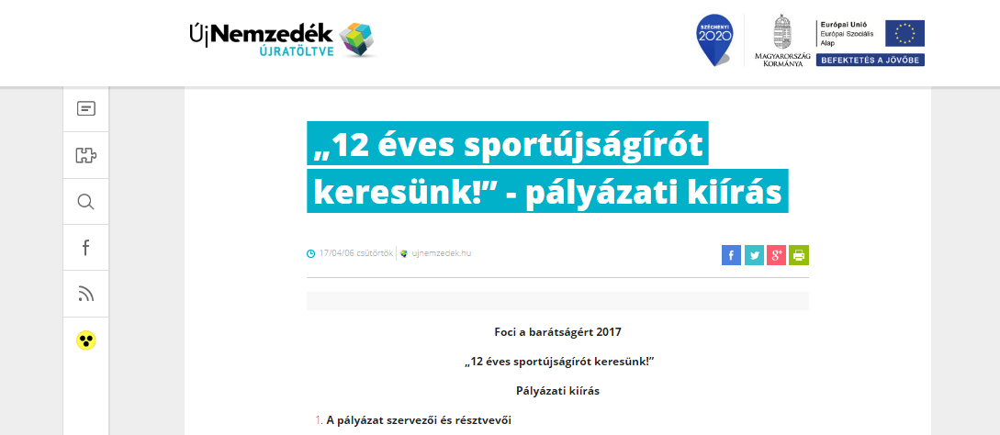 ÚjNemzedék
ÚJRATÖLTVE
SZÉCHENYI
2020
MAGYARORSZÁG
KORMÁNYA
Európai Unió
Európai Szociális
Alap
BEFEKTETÉS A JÖVŐBE
„12 éves sportújságírót
keresünk!” - pályázati kiírás
17/04/06 csütörtök
ujnemzedek.hu
Foci a barátságért 2017
„12 éves sportújságírót keresünk!”
Pályázati kiírás
1. A pályázat szervezői és résztvevői